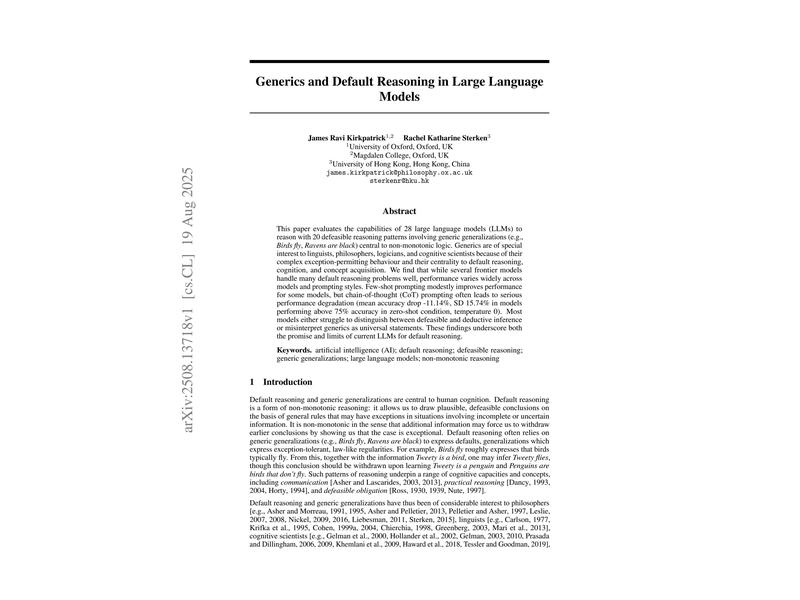 arXiv:2508.13718v1 [cs.CL] 19 Aug 2025
Generics and Default Reasoning in Large Language
Models
James Ravi Kirkpatrick1,2 Rachel Katharine Sterken3
1University of Oxford, Oxford, UK
2Magdalen College, Oxford, UK
3University of Hong Kong, Hong Kong, China
james.kirkpatrick@philosophy.ox.ac.uk
sterkenr@hku.hk
Abstract
This paper evaluates the capabilities of 28 large language models (LLMs) to
reason with 20 defeasible reasoning patterns involving generic generalizations (e.g.,
Birds fly, Ravens are black) central to non-monotonic logic. Generics are of special
interest to linguists, philosophers, logicians, and cognitive scientists because of their
complex exception-permitting behaviour and their centrality to default reasoning,
cognition, and concept acquisition. We find that while several frontier models
handle many default reasoning problems well, performance varies widely across
models and prompting styles. Few-shot prompting modestly improves performance
for some models, but chain-of-thought (CoT) prompting often leads to serious
performance degradation (mean accuracy drop -11.14%, SD 15.74% in models
performing above 75% accuracy in zero-shot condition, temperature 0). Most
models either struggle to distinguish between defeasible and deductive inference
or misinterpret generics as universal statements. These findings underscore both
the promise and limits of current LLMs for default reasoning.
Keywords. artificial intelligence (AI); default reasoning; defeasible reasoning;
generic generalizations; large language models; non-monotonic reasoning
1 Introduction
Default reasoning and generic generalizations are central to human cognition. Default reasoning
is a form of non-monotonic reasoning: it allows us to draw plausible, defeasible conclusions on
the basis of general rules that may have exceptions in situations involving incomplete or uncertain
information. It is non-monotonic in the sense that additional information may force us to withdraw
earlier conclusions by showing us that the case is exceptional. Default reasoning often relies on
generic generalizations (e.g., Birds fly, Ravens are black) to express defaults, generalizations which
express exception-tolerant, law-like regularities. For example, Birds fly roughly expresses that birds
typically fly. From this, together with the information Tweety is a bird, one may infer Tweety flies,
though this conclusion should be withdrawn upon learning Tweety is a penguin and Penguins are
birds that don't fly. Such patterns of reasoning underpin a range of cognitive capacities and concepts,
including communication [Asher and Lascarides, 2003, 2013], practical reasoning [Dancy, 1993,
2004, Horty, 1994], and defeasible obligation [Ross, 1930, 1939, Nute, 1997].
Default reasoning and generic generalizations have thus been of considerable interest to philosophers
[e.g., Asher and Morreau, 1991, 1995, Asher and Pelletier, 2013, Pelletier and Asher, 1997, Leslie,
2007, 2008, Nickel, 2009, 2016, Liebesman, 2011, Sterken, 2015], linguists [e.g., Carlson, 1977,
Krifka et al., 1995, Cohen, 1999a, 2004, Chierchia, 1998, Greenberg, 2003, Mari et al., 2013],
cognitive scientists [e.g., Gelman et al., 2000, Hollander et al., 2002, Gelman, 2003, 2010, Prasada
and Dillingham, 2006, 2009, Khemlani et al., 2009, Haward et al., 2018, Tessler and Goodman, 2019],